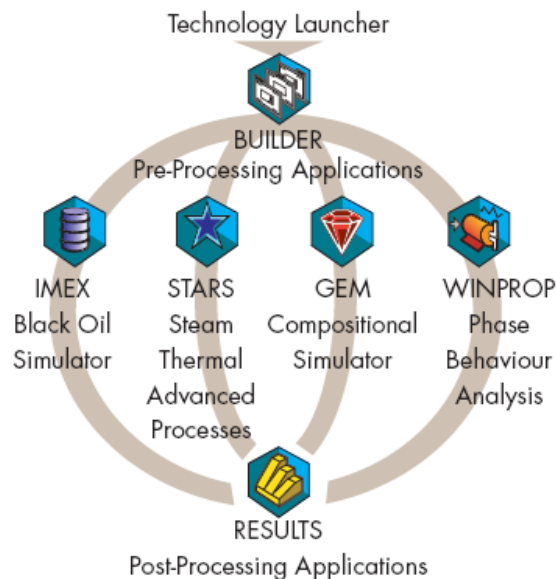 Technology Launcher
BUILDER
Pre-Processing Applications
IMEX
Black Oil
Simulator
STARS
Steam
Thermal
Advanced
Processes
GEM
Compositional
Simulator
WINPROP
Phase
Behaviour
Analysis
RESULTS
Post-Processing Applications